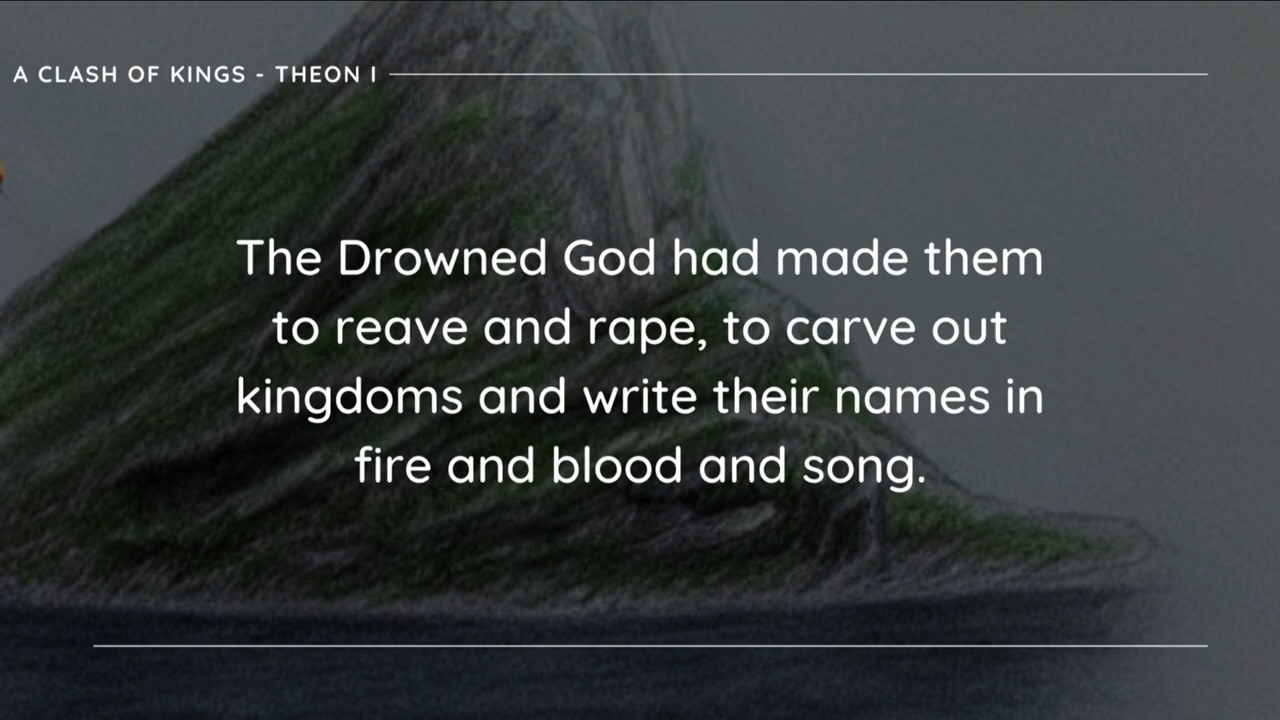 A CLASH OF KINGS - THEON I
The Drowned God had made them
to reave and rape, to carve out
kingdoms and write their names in
fire and blood and song.